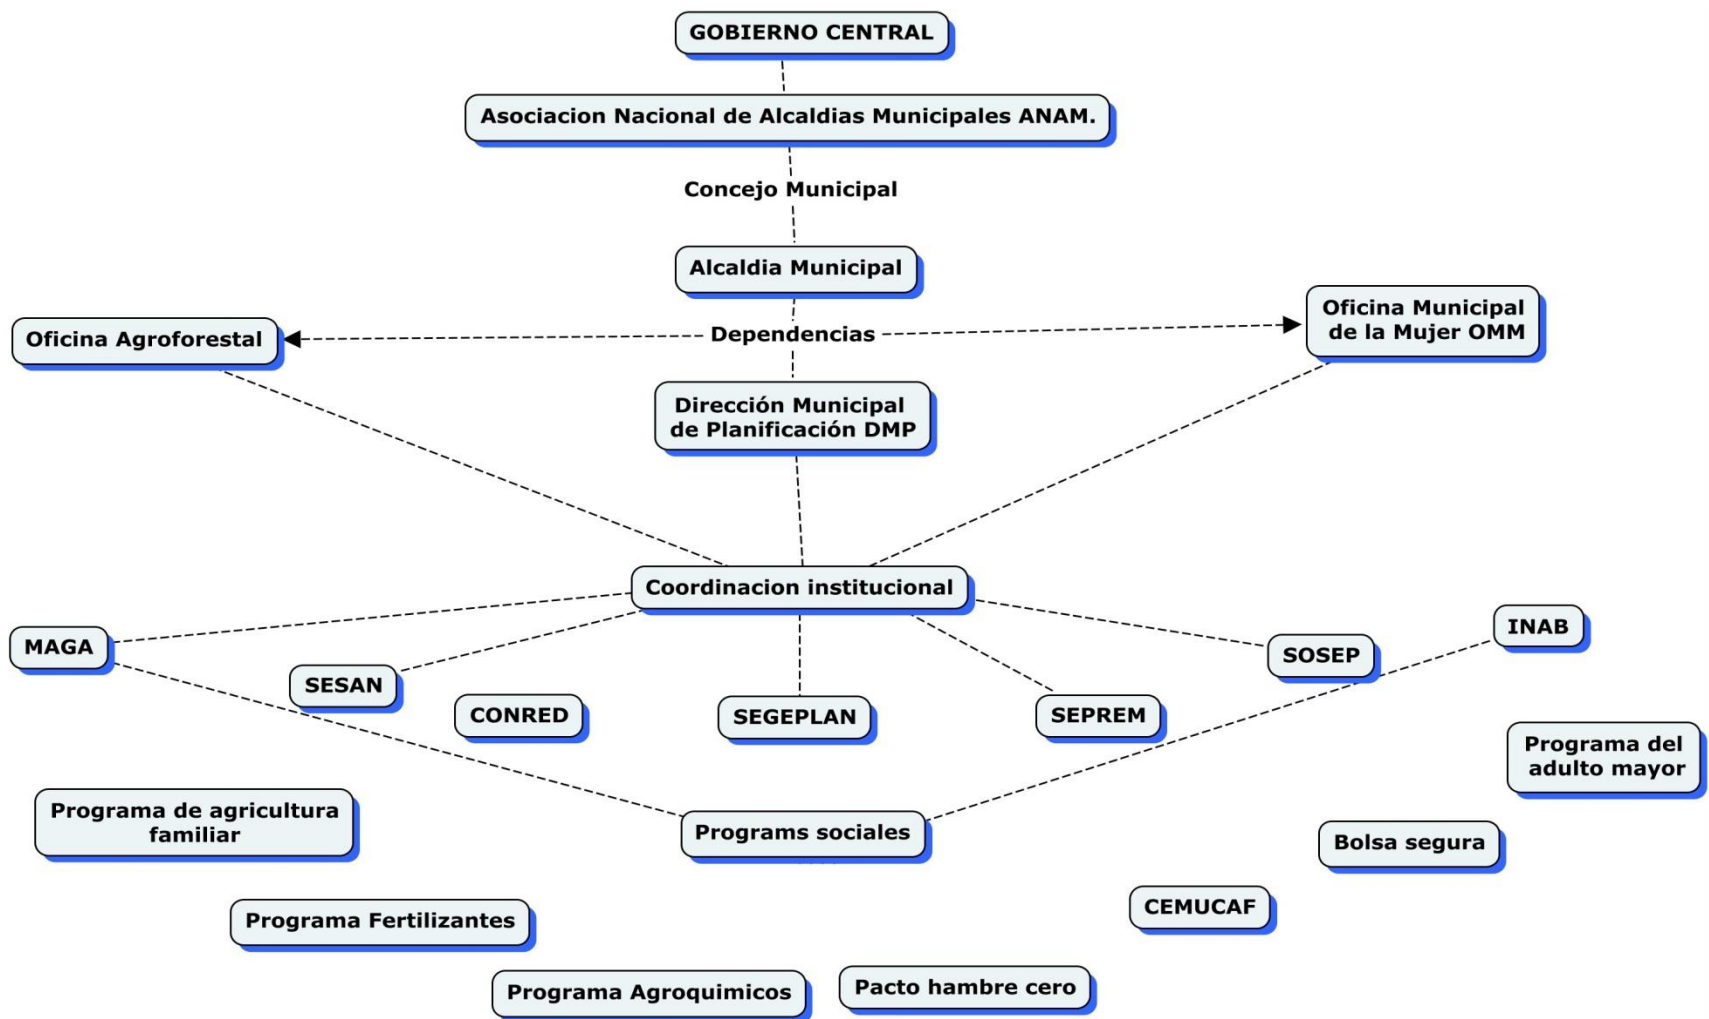 GOBIERNO CENTRAL
Asociacion Nacional de Alcaldias Municipales ANAM.
Concejo Municipal
Alcaldia Municipal
Oficina Agroforestal
Dependencias
Oficina Municipal
de la Mujer OMM
Dirección Municipal
de Planificación DMP
Coordinacion institucional
MAGA
SESAN
CONRED
SEGEPLAN
SEPREM
SOSEP
INAB
Programa del
adulto mayor
Programa de agricultura
familiar
Programs sociales
Bolsa segura
Programa Fertilizantes
CEMUCAF
Programa Agroquimicos
Pacto hambre cero